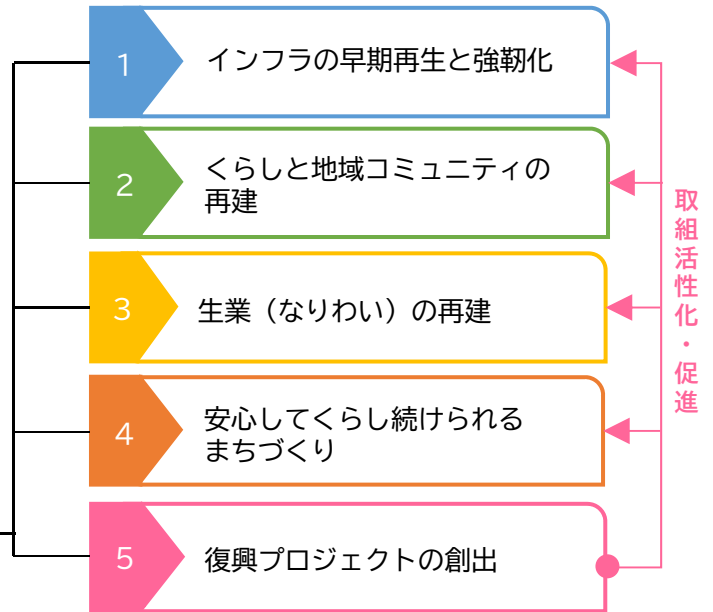 1
インフラの早期再生と強靭化
2
くらしと地域コミュニティの
再建
3
生業（なりわい）の再建
4
安心してくらし続けられる
まちづくり
5
復興プロジェクトの創出
取組活性化・促進